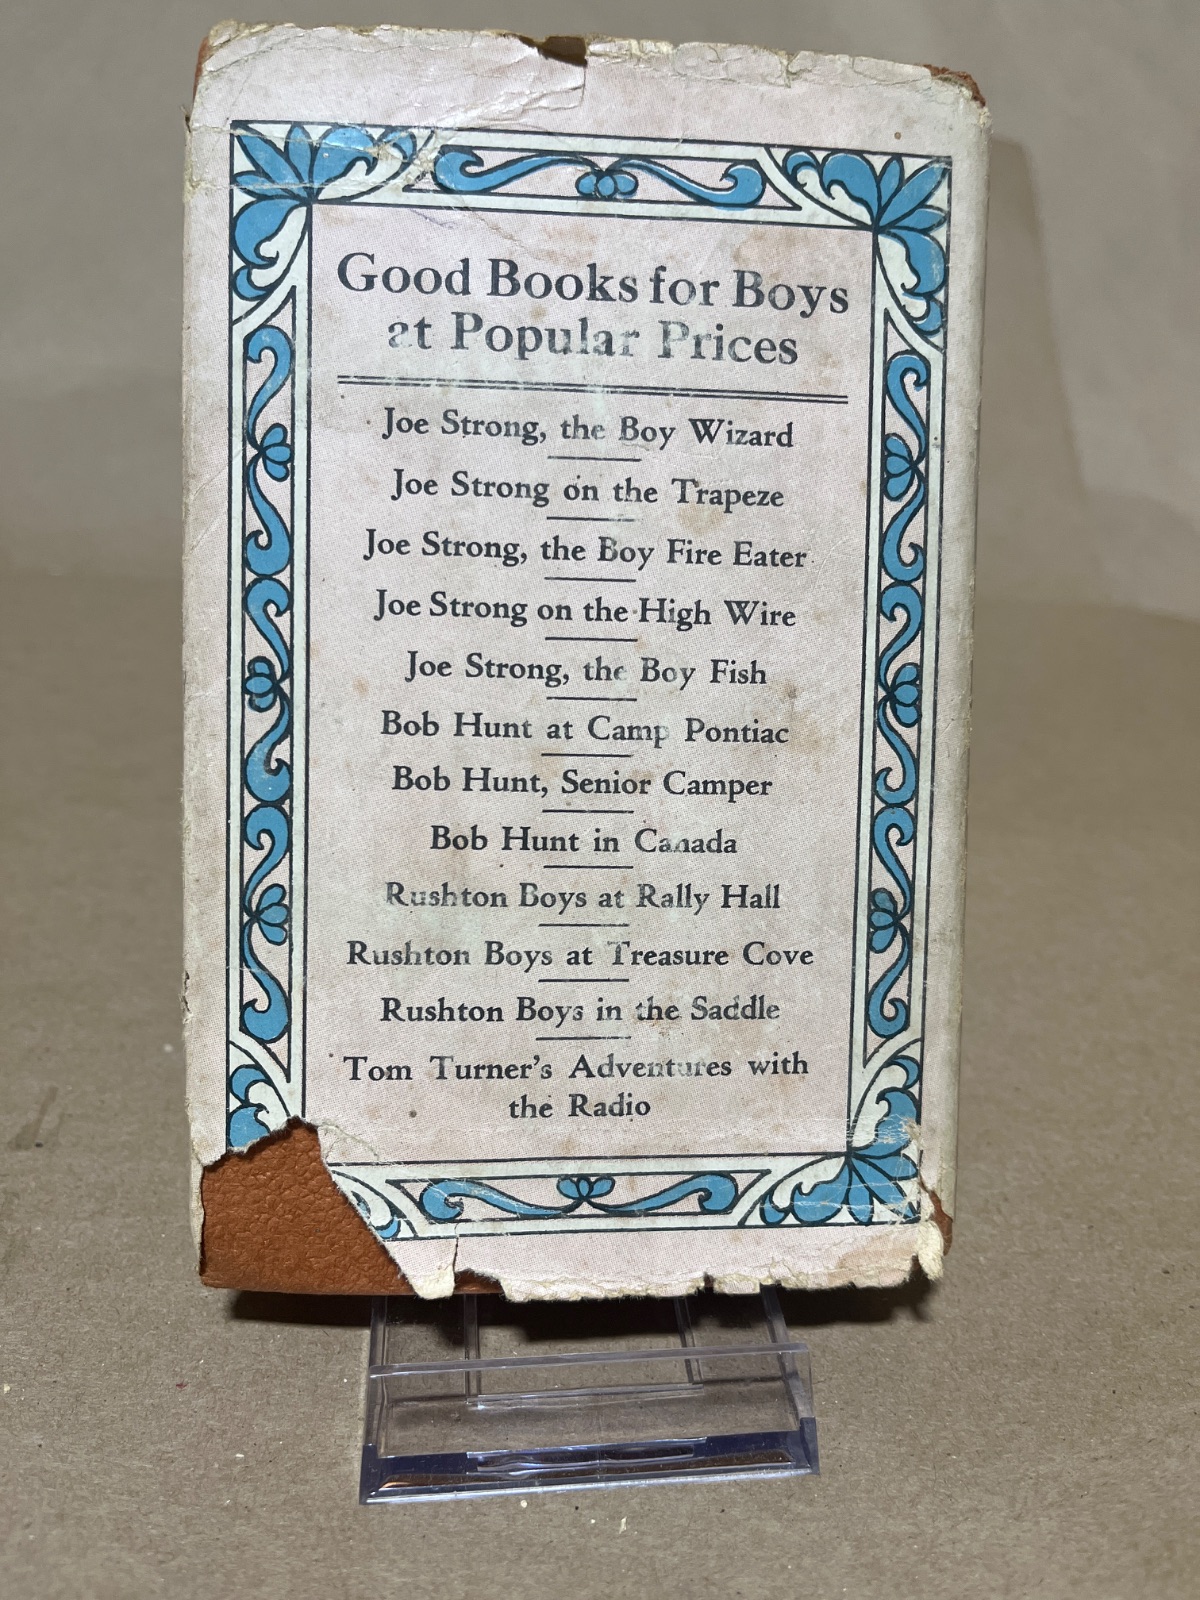 Good Books for Boys
at Popular Prices
Joe Strong, the Boy Wizard
Joe Strong on the Trapeze
Joe Strong, the Boy Fire Eater
Joe Strong on the High Wire
Joe Strong, the Boy Fish
Bob Hunt at Camp Pontiac
Bob Hunt, Senior Camper
Bob Hunt in Canada
Rushton Boys at Rally Hall
Rushton Boys at Treasure Cove
Rushton Boys in the Saddle
Tom Turner's Adventures with
the Radio